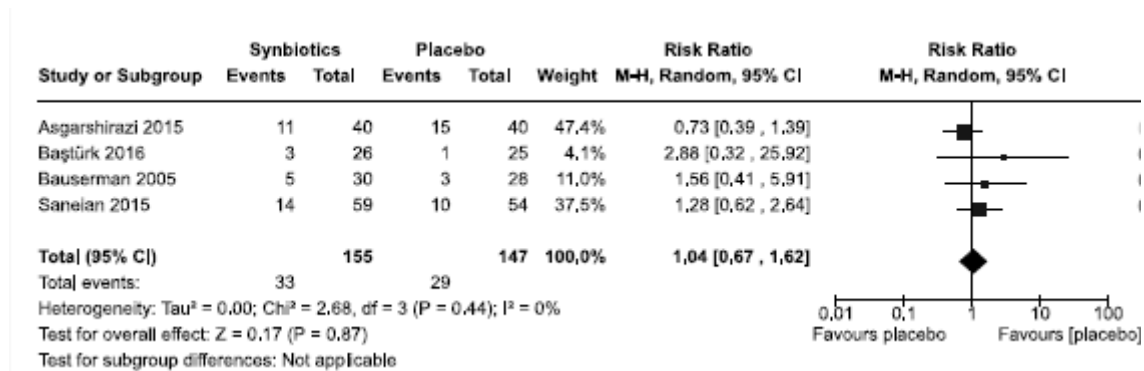 Synbiotics Placebo Risk Ratio Risk Ratio
Study or Subgroup Events Total Events Total Weight M-H, Random, 95% CI M-H, Random, 95% CI
Asgarshirazi 2015 11 40 15 40 47,4% 0,73 [0,39 , 1,39]
Baştürk 2016 3 26 1 25 4,1% 2,88 [0,32 , 25,92]
Bauserman 2005 5 30 3 28 11,0% 1,56 [0,41 , 5,91]
Saneian 2015 14 59 10 54 37,5% 1,28 [0,62 , 2,64]
Total (95% CI) 155 147 100,0% 1,04 [0,67 , 1,62]
Total events: 33 29
Heterogeneity: Tau² = 0.00; Chi² = 2.68, df = 3 (P = 0.44); I² = 0%
0.01 0,1 1 10 100
Test for overall effect: Z = 0.17 (P = 0.87)
Favours placebo Favours [placebo]
Test for subgroup differences: Not applicable